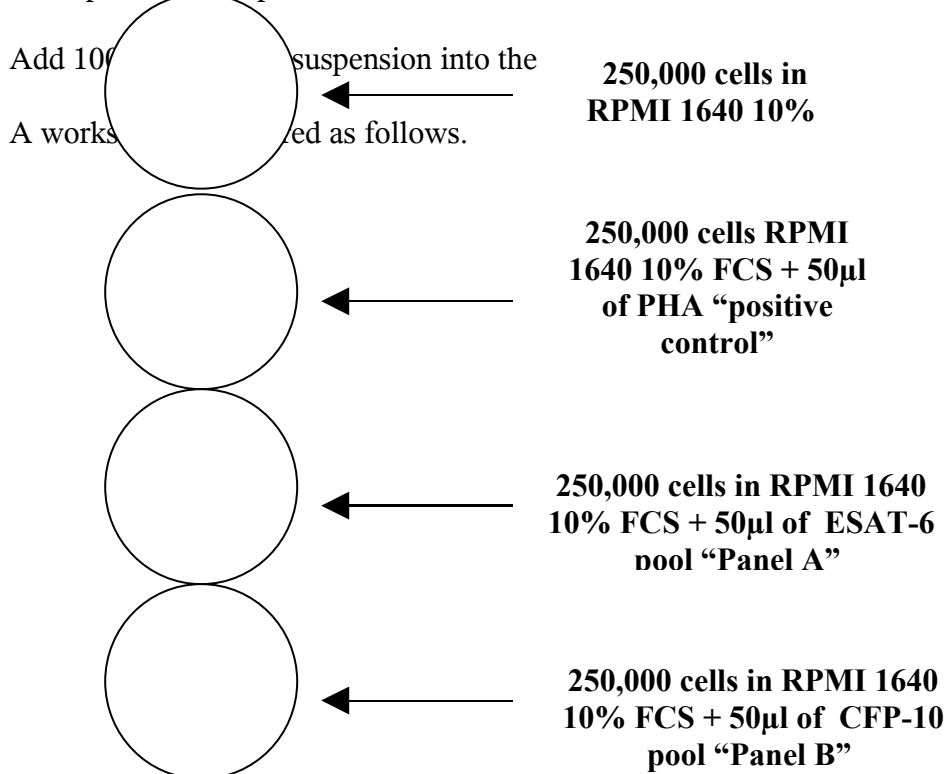 Add 100 suspension into the
250,000 cells in
RPMI 1640 10%
A works ed as follows.
250,000 cells RPMI
1640 10% FCS + 50µl
of PHA “positive
control”
250,000 cells in RPMI 1640
10% FCS + 50µl of ESAT-6
pool “Panel A”
250,000 cells in RPMI 1640
10% FCS + 50µl of CFP-10
pool “Panel B”